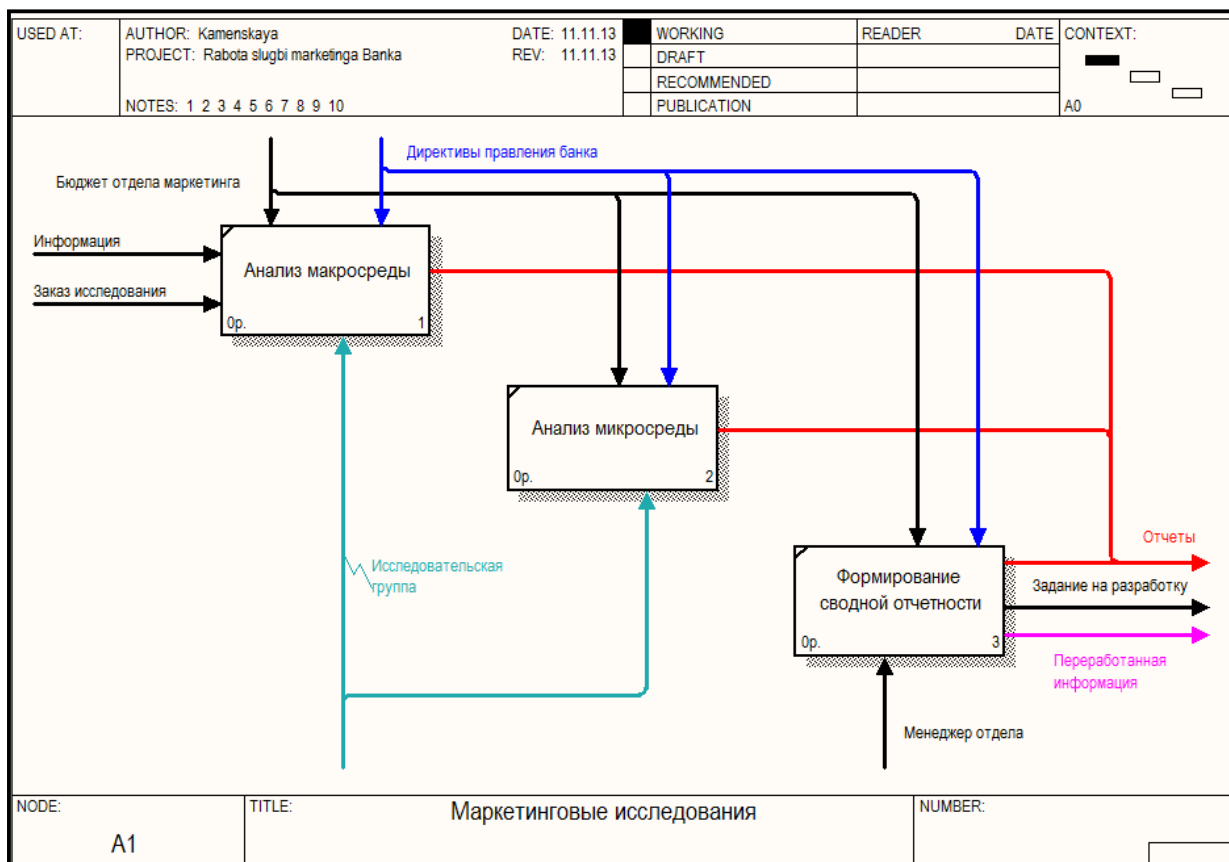 USED AT:
AUTHOR: Kamenskaya
DATE: 11.11.13
PROJECT: Rabota slugbi marketinga Banka
REV: 11.11.13
NOTES: 1 2 3 4 5 6 7 8 9 10
WORKING
DRAFT
RECOMMENDED
PUBLICATION
READER
DATE
CONTEXT:
A0
Директивы правления банка
Бюджет отдела маркетинга
Информация
Заказ исследования
Анализ макросреды
0р.
1
Анализ микросреды
0р.
2
Исследовательская
группа
Формирование
сводной отчетности
0р.
3
Отчеты
Задание на разработку
Переработанная
информация
Менеджер отдела
NODE:
A1
TITLE:
Маркетинговые исследования
NUMBER: